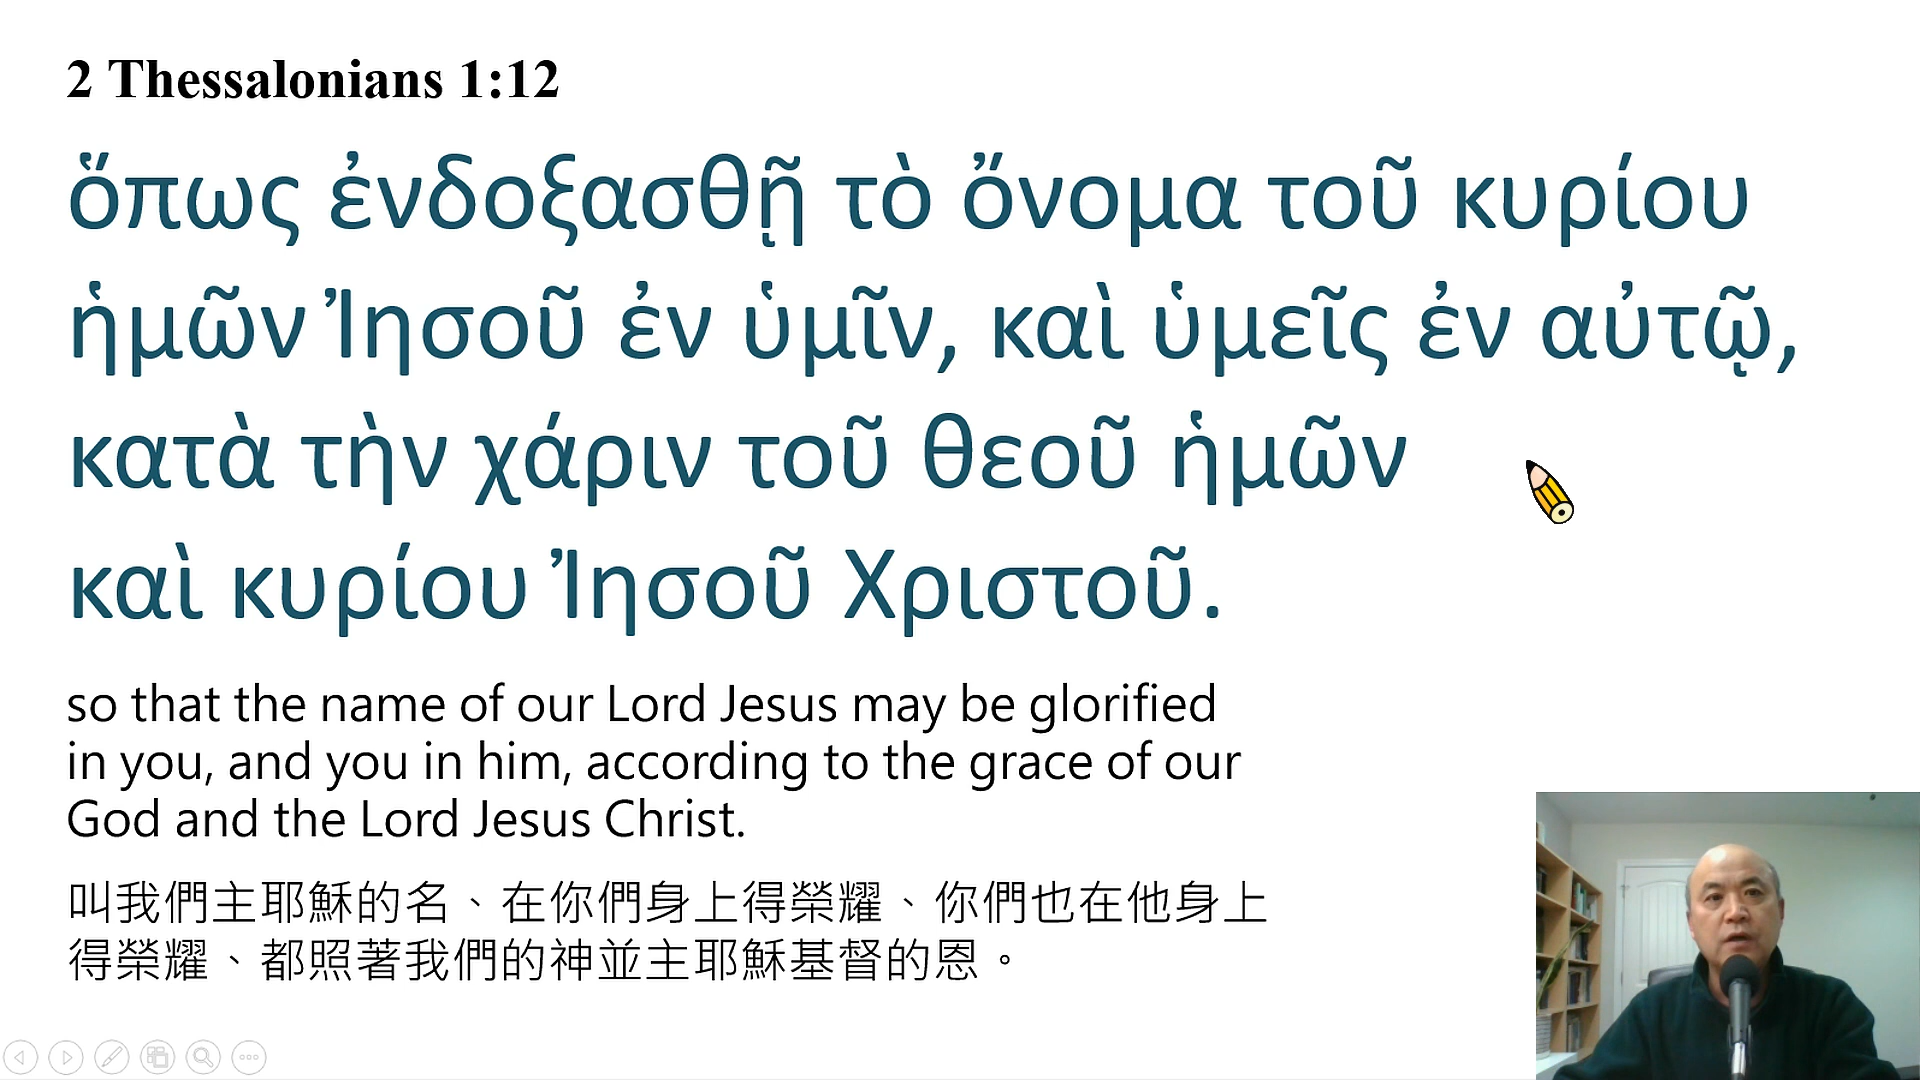 2 Thessalonians 1:12
ὅπως ἐνδοξασθῇ τὸ ὄνομα τοῦ κυρίου
ἡμῶν Ἰησοῦ ἐν ὑμῖν, καὶ ὑμεῖς ἐν αὐτῷ,
κατὰ τὴν χάριν τοῦ θεοῦ ἡμῶν
καὶ κυρίου Ἰησοῦ Χριστοῦ.
so that the name of our Lord Jesus may be glorified
in you, and you in him, according to the grace of our
God and the Lord Jesus Christ.
叫我們主耶穌的名、在你們身上得榮耀、你們也在他身上
得榮耀、都照著我們的神並主耶穌基督的恩。